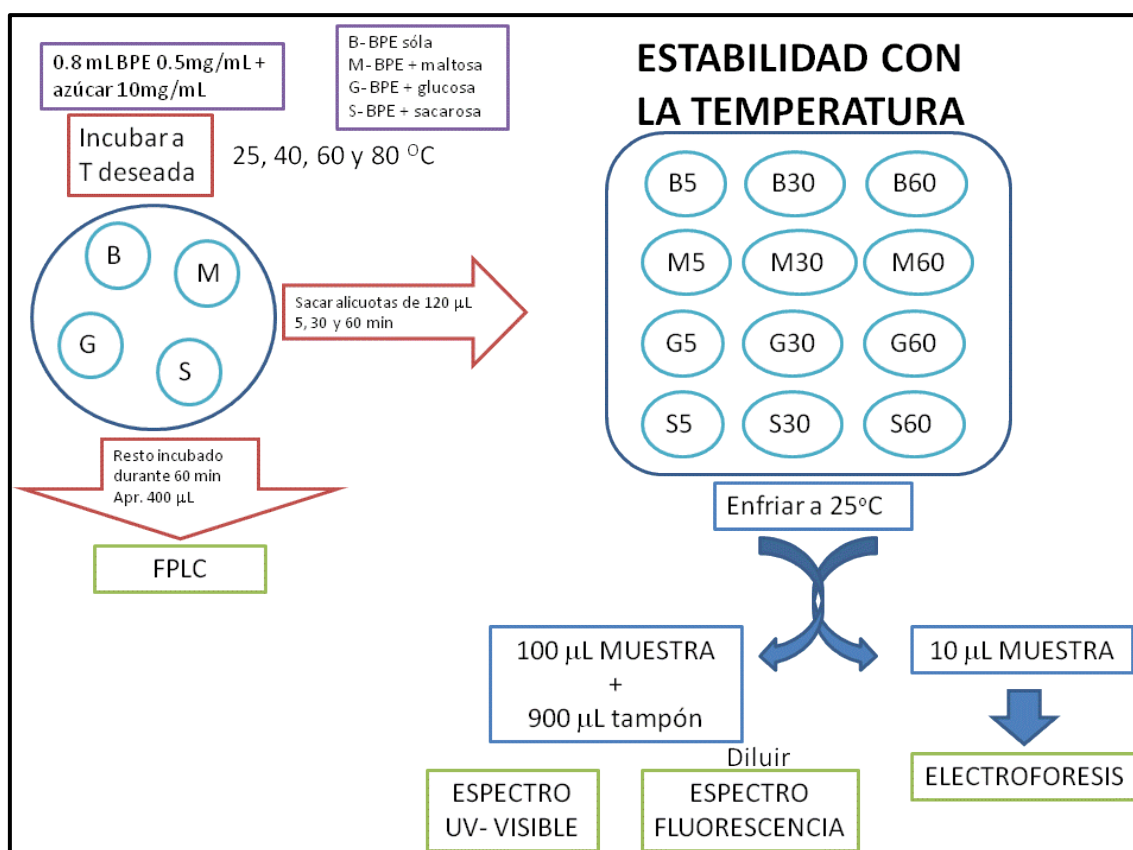 0.8 mL BPE 0.5mg/mL +
azúcar 10mg/mL
B- BPE sóla
M- BPE + maltosa
G- BPE + glucosa
S- BPE + sacarosa
ESTABILIDAD CON
LA TEMPERATURA
Incubar a
T deseada
25, 40, 60 y 80 °C
B
M
G
S
Sacar alicuotas de 120 μL
5, 30 y 60 min
B5 B30 B60
M5 M30 M60
G5 G30 G60
S5 S30 S60
Resto incubado
durante 60 min
Apr. 400 μL
FPLC
Enfriar a 25°C
100 μL MUESTRA
+
900 μL tampón
10 μL MUESTRA
Diluir
ESPECTRO
UV- VISIBLE
ESPECTRO
FLUORESCENCIA
ELECTROFORESIS